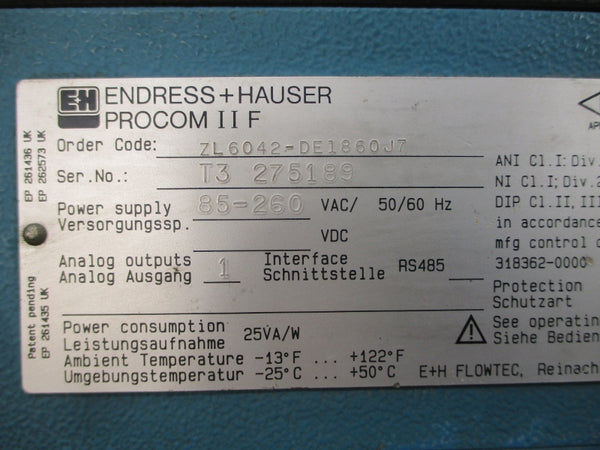 E+H ENDRESS+HAUSER
PROCOM II F
Order Code: ZL6042-DE1860J7
Ser.No.: T3 275189
Power supply 85-260 VAC/ 50/60 Hz
Versorgungssp. VDC
Analog outputs 1 Interface RS485
Analog Ausgang Schnittstelle
Power consumption 25VA/W
Leistungsaufnahme
Ambient Temperature -13°F ... +122°F
Umgebungstemperatur -25°C ... +50°C
ANI Cl.I; Div.
NI Cl.I; Div.2
DIP Cl.II, III
in accordance
mfg control d
318362-0000
Protection
Schutzart
See operatin
Siehe Bedien
E+H FLOWTEC, Reinach
EP 261436 UK
EP 262573 UK
Patent pending
EP 261435 UK